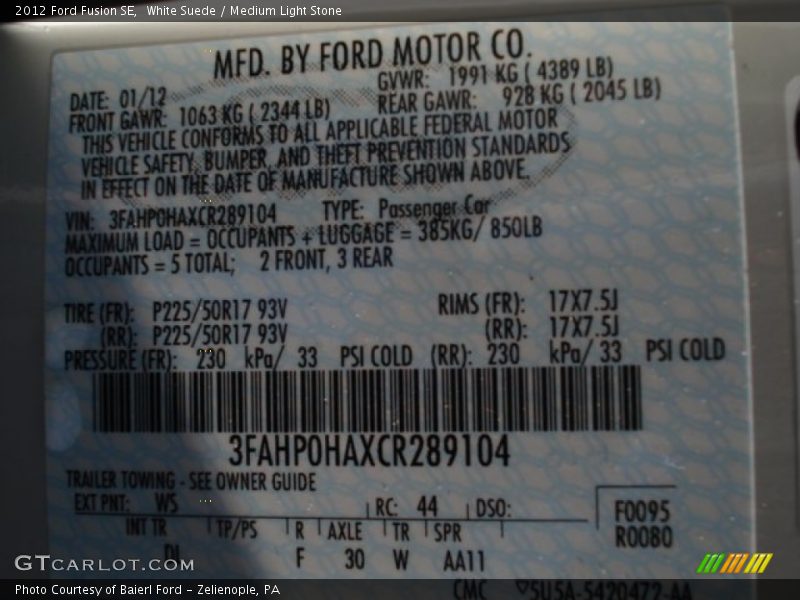 2012 Ford Fusion SE, White Suede / Medium Light Stone
MFD. BY FORD MOTOR CO.
DATE: 01/12 GVWR: 1991 KG ( 4389 LB)
FRONT GAWR: 1063 KG ( 2344 LB) REAR GAWR: 928 KG ( 2045 LB)
THIS VEHICLE CONFORMS TO ALL APPLICABLE FEDERAL MOTOR
VEHICLE SAFETY, BUMPER, AND THEFT PREVENTION STANDARDS
IN EFFECT ON THE DATE OF MANUFACTURE SHOWN ABOVE.
VIN: 3FAHP0HAXCR289104 TYPE: Passenger Car
MAXIMUM LOAD = OCCUPANTS + LUGGAGE = 385KG/ 850LB
OCCUPANTS = 5 TOTAL; 2 FRONT, 3 REAR
TIRE (FR): P225/50R17 93V RIMS (FR): 17X7.5J
(RR): P225/50R17 93V (RR): 17X7.5J
PRESSURE (FR): 230 kPa/ 33 PSI COLD (RR): 230 kPa/ 33 PSI COLD
3FAHP0HAXCR289104
TRAILER TOWING - SEE OWNER GUIDE
EXT PNT: WS RC: 44 DSO: F0095
INT TR TP/PS R AXLE TR SPR R0080
DL F 30 W AA11
GTCARLOT.COM
Photo Courtesy of Baierl Ford - Zelienople, PA
CMC 5U5A-5420472-AA